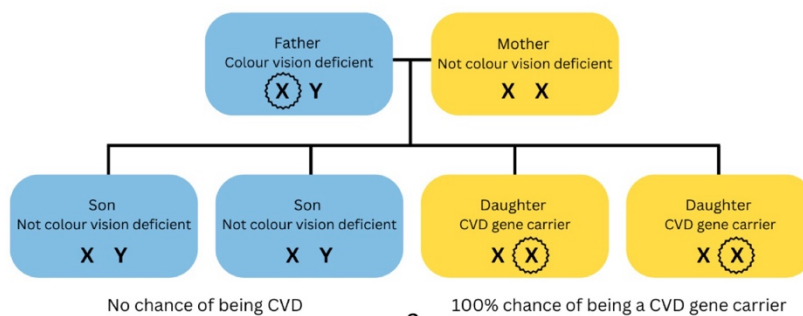 Father
Colour vision deficient
X Y
Mother
Not colour vision deficient
X X
Son
Not colour vision deficient
X Y
Son
Not colour vision deficient
X Y
Daughter
CVD gene carrier
X X
Daughter
CVD gene carrier
X X
No chance of being CVD
100% chance of being a CVD gene carrier